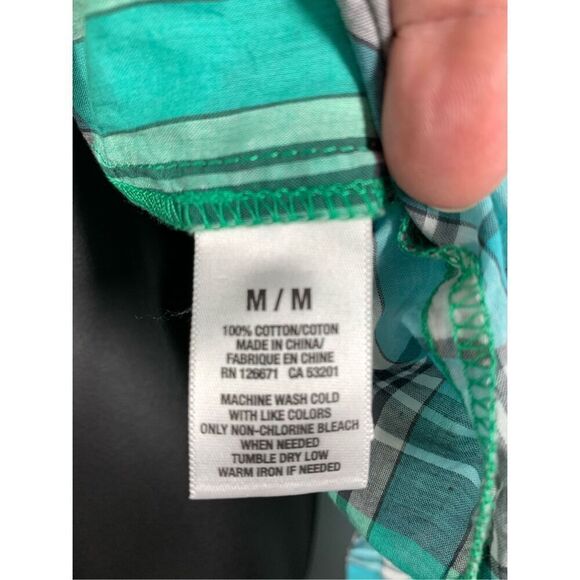 M / M
100% COTTON/COTON
MADE IN CHINA/
FABRIQUE EN CHINE
RN 126671 CA 53201
MACHINE WASH COLD
WITH LIKE COLORS
ONLY NON-CHLORINE BLEACH
WHEN NEEDED
TUMBLE DRY LOW
WARM IRON IF NEEDED